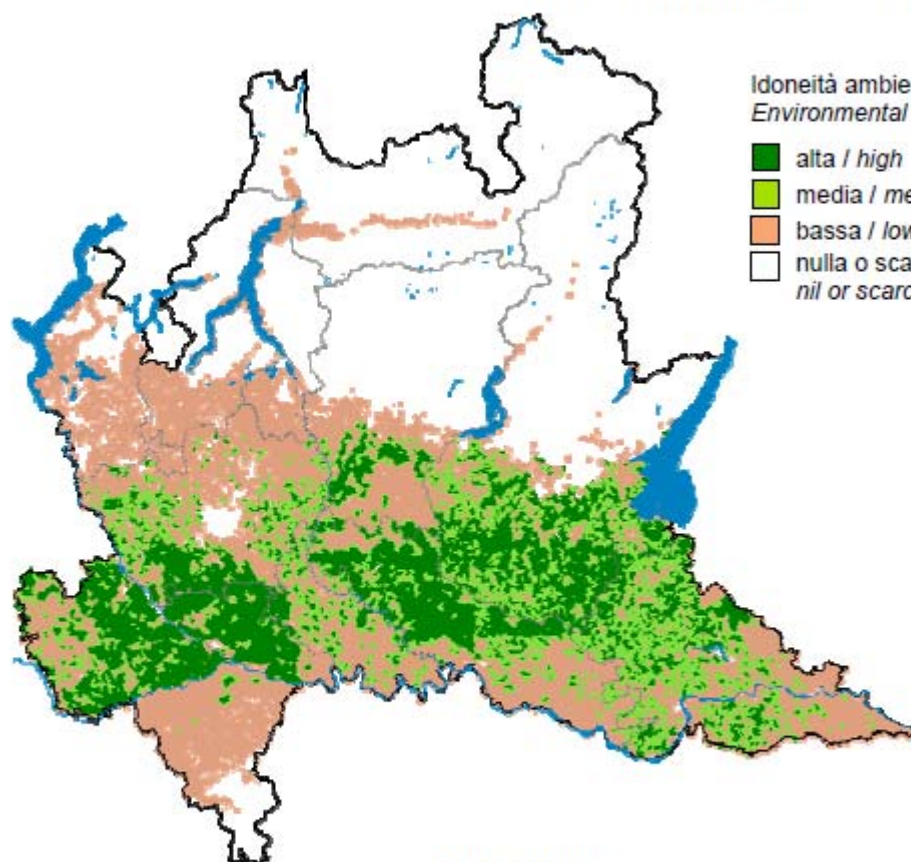 Idoneità ambie
Environmental
alta / high
media / me
bassa / low
nulla o sca
nil or scarc